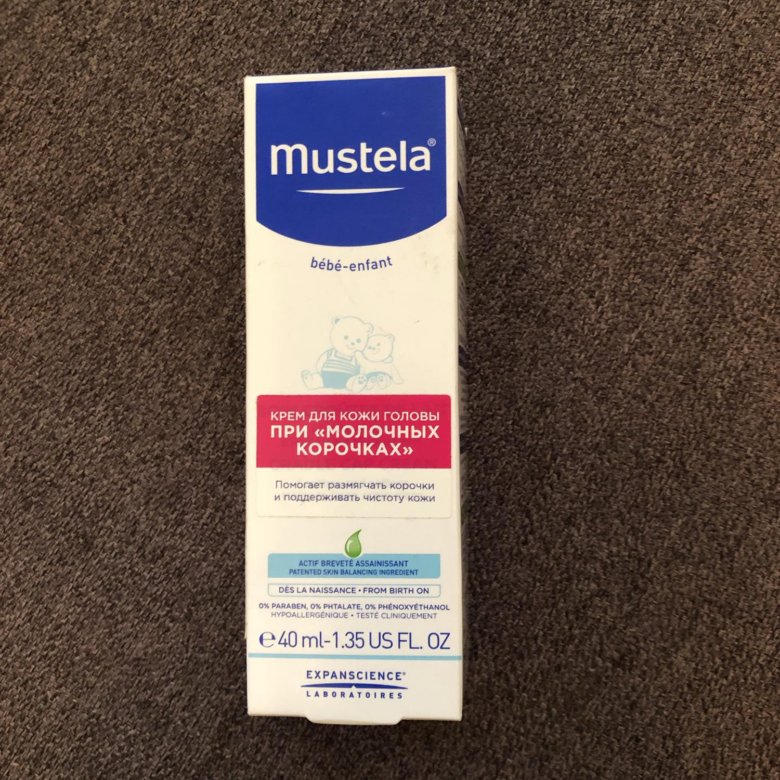 mustela®
bébé-enfant
КРЕМ ДЛЯ КОЖИ ГОЛОВЫ
ПРИ «МОЛОЧНЫХ
КОРОЧКАХ»
Помогает размягчать корочки
и поддерживать чистоту кожи
ACTIF BREVETÉ ASSAINISSANT
PATENTED SKIN BALANCING INGREDIENT
DÈS LA NAISSANCE • FROM BIRTH ON
0% PARABEN, 0% PHTALATE, 0% PHÉNOXYÉTHANOL
HYPOALLERGÉNIQUE • TESTÉ CLINIQUEMENT
℮40 ml-1.35 US FL. OZ
EXPANSCIENCE®
LABORATOIRES